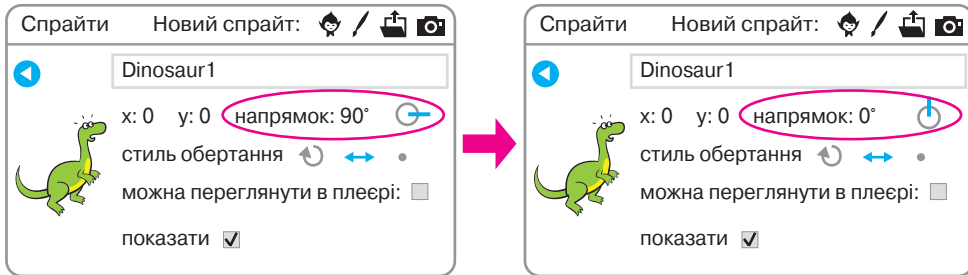 Спрайти Новий спрайт:
Dinosaur1
x: 0 y: 0 напрямок: 90°
стиль обертання
можна переглянути в плеєрі:
показати
Спрайти Новий спрайт:
Dinosaur1
x: 0 y: 0 напрямок: 0°
стиль обертання
можна переглянути в плеєрі:
показати